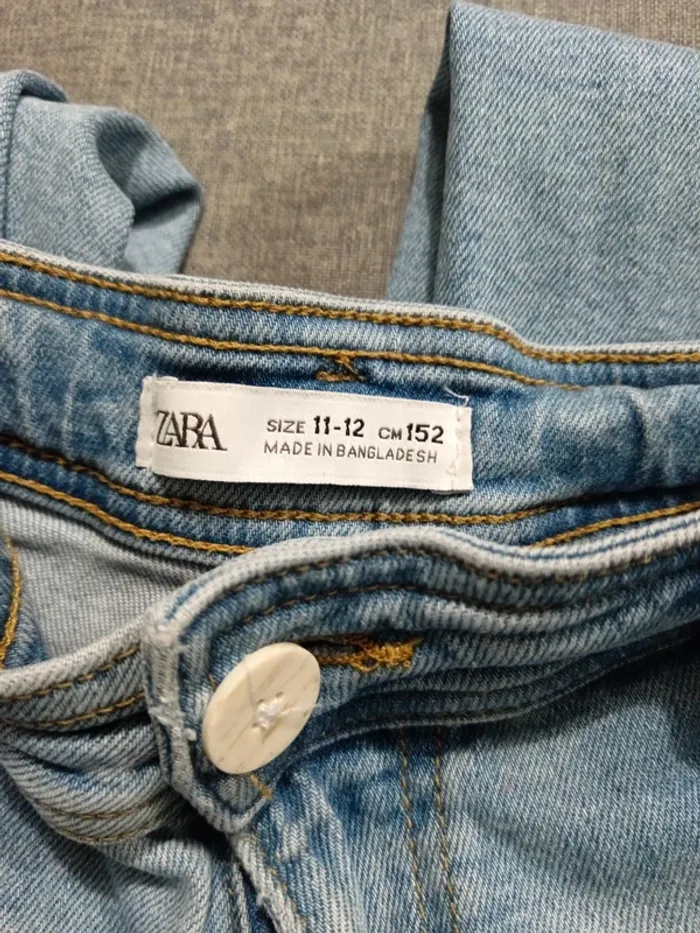 ZARA
SIZE 11-12 CM 152
MADE IN BANGLADESH